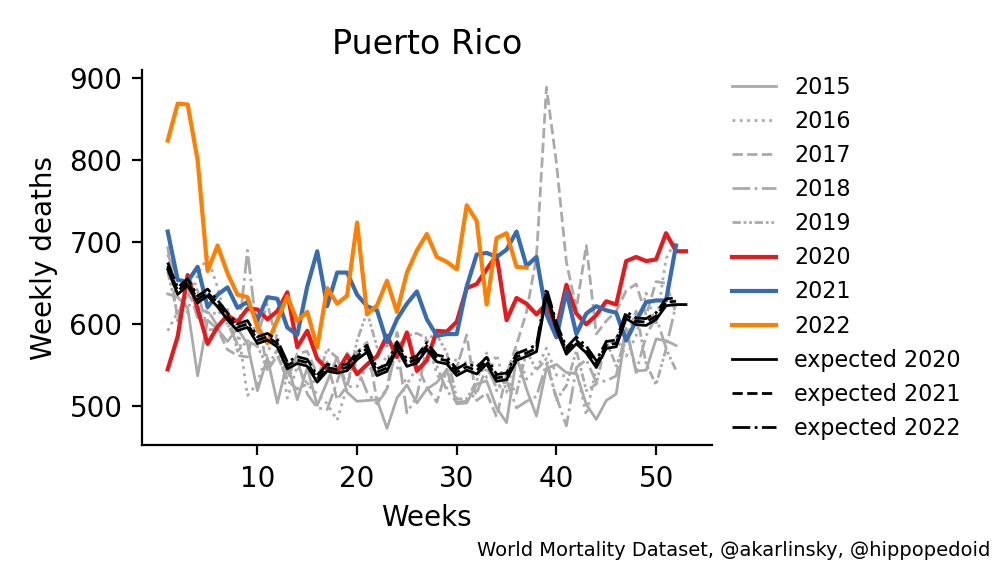 Puerto Rico
900
800
700
600
500
Weekly deaths
10
20
30
40
50
Weeks
2015
2016
2017
2018
2019
2020
2021
2022
expected 2020
expected 2021
expected 2022
World Mortality Dataset, @akarlinsky, @hippopedoid